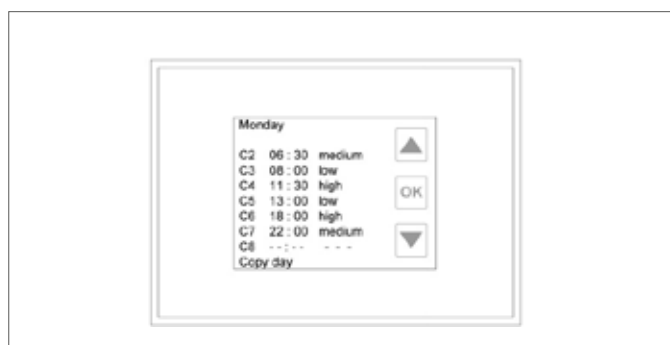 Monday
C2 06:30 medium
C3 08:00 low
C4 11:30 high
OK
C5 13:00 low
C6 18:00 high
C7 22:00 medium
C8 --:-- ---
Copy day